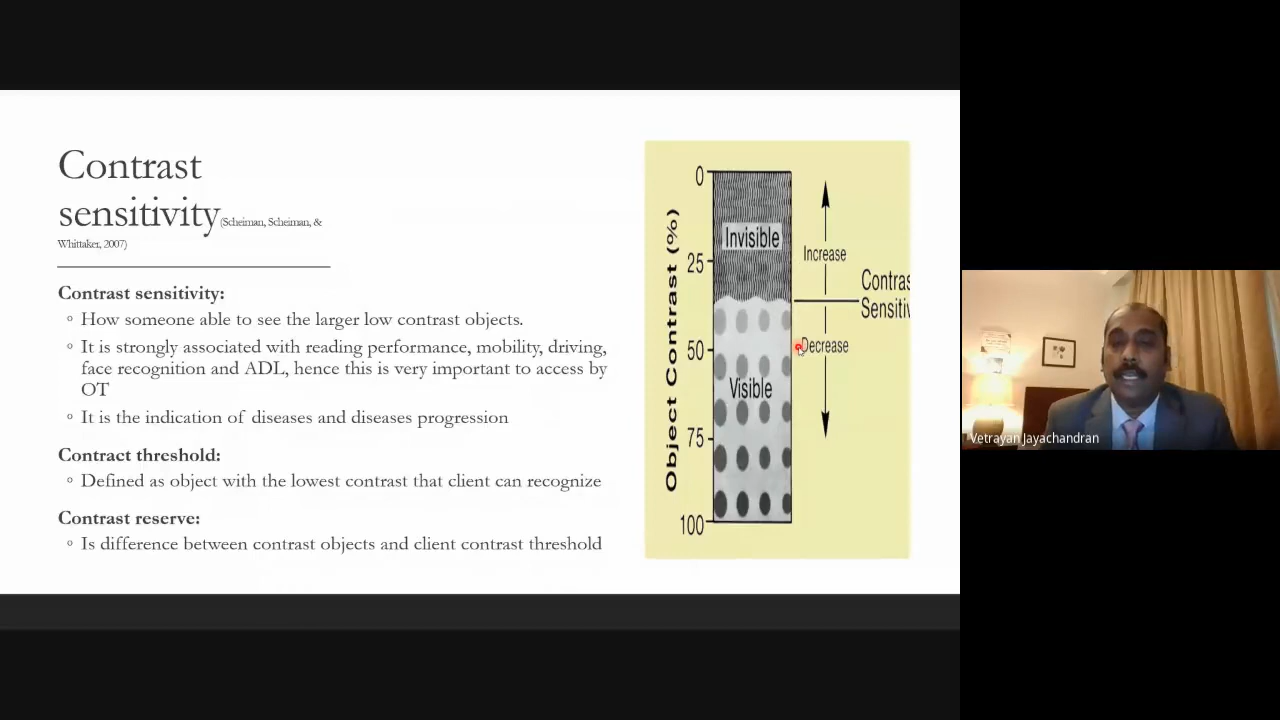 Contrast
sensitivity(Scheiman, Scheiman, &
Whittaker, 2007)
Contrast sensitivity:
How someone able to see the larger low contrast objects.
It is strongly associated with reading performance, mobility, driving,
face recognition and ADL, hence this is very important to access by
OT
It is the indication of diseases and diseases progression
Contract threshold:
Defined as object with the lowest contrast that client can recognize
Contrast reserve:
Is difference between contrast objects and client contrast threshold
Object Contrast (%)
0
25
50
75
100
Invisible
Visible
Increase
Contras
Sensitiv
Decrease
Vetrayan Jayachandran